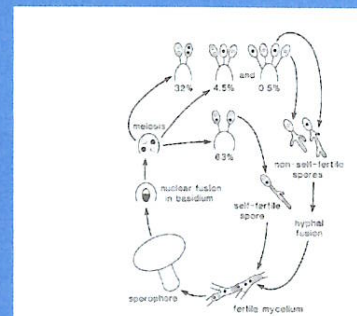 32% 4.5% and 0.5%
meiosis
63%
non-self-fertile
spores
nuclear fusion
in basidium
self-fertile
spore
hyphal
fusion
sporophore
fertile mycelium